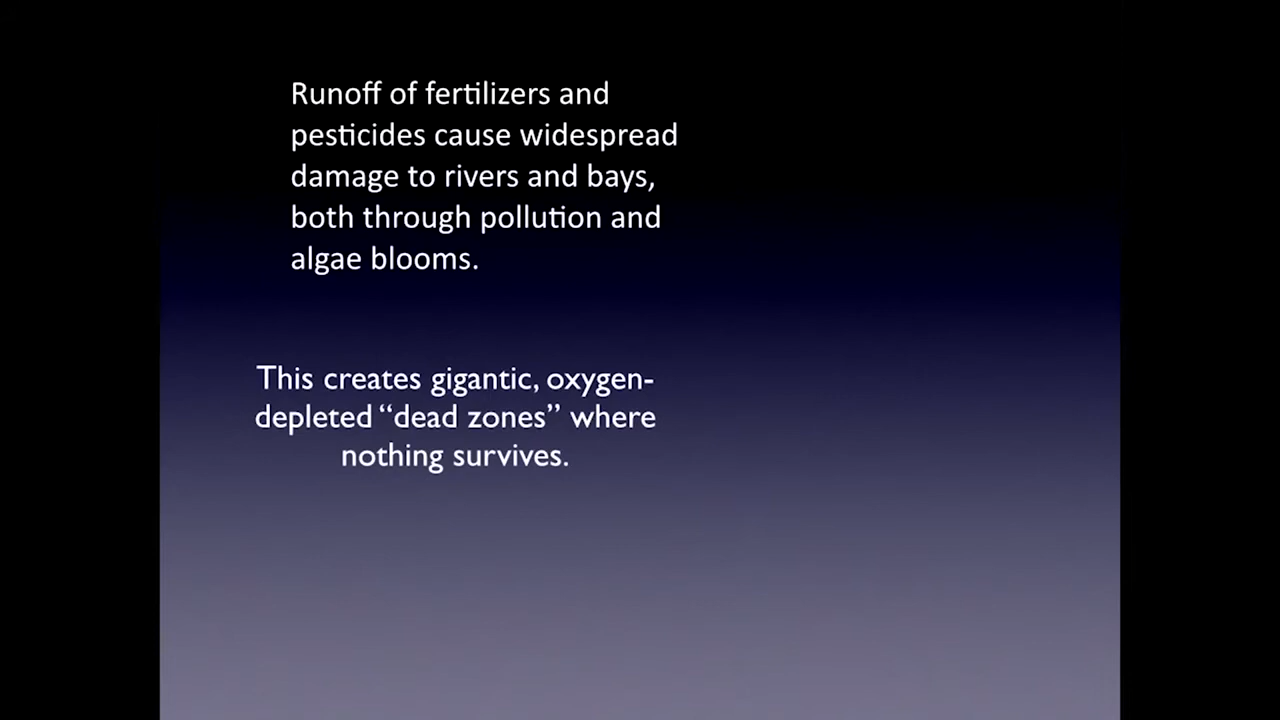 Runoff of fertilizers and
pesticides cause widespread
damage to rivers and bays,
both through pollution and
algae blooms.
This creates gigantic, oxygen-
depleted “dead zones” where
nothing survives.